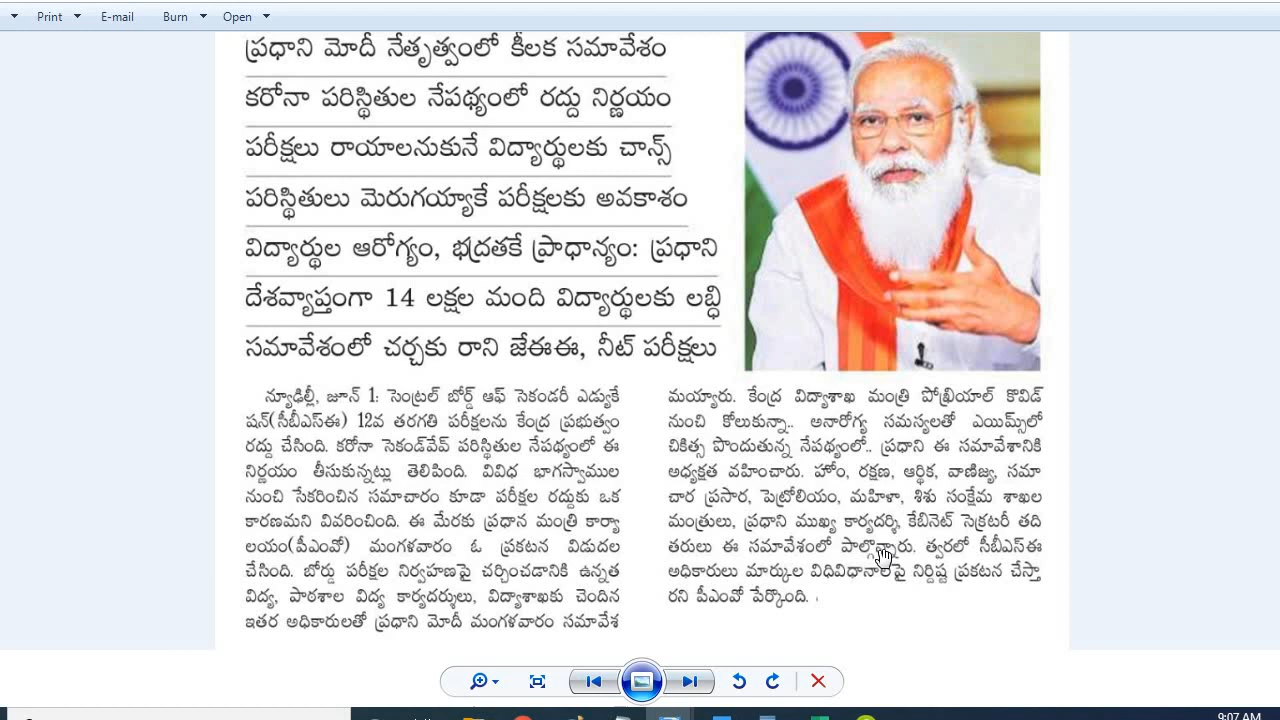 Print
E-mail
Burn
Open
ప్రధాని మోదీ నేతృత్వంలో కీలక సమావేశం
కరోనా పరిస్థితుల నేపథ్యంలో రద్దు నిర్ణయం
పరీక్షలు రాయాలనుకునే విద్యార్థులకు చాన్స్
పరిస్థితులు మెరుగయ్యాకే పరీక్షలకు అవకాశం
విద్యార్థుల ఆరోగ్యం, భద్రతకే ప్రాధాన్యం: ప్రధాని
దేశవ్యాప్తంగా 14 లక్షల మంది విద్యార్థులకు లబ్ధి
సమావేశంలో చర్చకు రాని జేఈఈ, నీట్ పరీక్షలు
న్యూఢిల్లీ, జూన్ 1: సెంట్రల్ బోర్డ్ ఆఫ్ సెకండరీ ఎడ్యుకే
షన్(సీబీఎస్ఈ) 12వ తరగతి పరీక్షలను కేంద్ర ప్రభుత్వం
రద్దు చేసింది. కరోనా సెకండ్‌వేవ్ పరిస్థితుల నేపథ్యంలో ఈ
నిర్ణయం తీసుకున్నట్లు తెలిపింది. వివిధ భాగస్వాముల
నుంచి సేకరించిన సమాచారం కూడా పరీక్షల రద్దుకు ఒక
కారణమని వివరించింది. ఈ మేరకు ప్రధాన మంత్రి కార్యా
లయం(పీఎంవో) మంగళవారం ఓ ప్రకటన విడుదల
చేసింది. బోర్డు పరీక్షల నిర్వహణపై చర్చించడానికి ఉన్నత
విద్య, పాఠశాల విద్య కార్యదర్శులు, విద్యాశాఖకు చెందిన
ఇతర అధికారులతో ప్రధాని మోదీ మంగళవారం సమావేశ
మయ్యారు. కేంద్ర విద్యాశాఖ మంత్రి పోఖ్రియాల్ కొవిడ్
నుంచి కోలుకున్నా.. అనారోగ్య సమస్యలతో ఎయిమ్స్‌లో
చికిత్స పొందుతున్న నేపథ్యంలో.. ప్రధాని ఈ సమావేశానికి
అధ్యక్షత వహించారు. హోం, రక్షణ, ఆర్థిక, వాణిజ్య, సమా
చార ప్రసార, పెట్రోలియం, మహిళా, శిశు సంక్షేమ శాఖల
మంత్రులు, ప్రధాని ముఖ్య కార్యదర్శి, కేబినెట్ సెక్రటరీ తది
తరులు ఈ సమావేశంలో పాల్గొన్నారు. త్వరలో సీబీఎస్ఈ
అధికారులు మార్కుల విధివిధానాలపై నిర్దిష్ట ప్రకటన చేస్తా
రని పీఎంవో పేర్కొంది.
9:07 AM